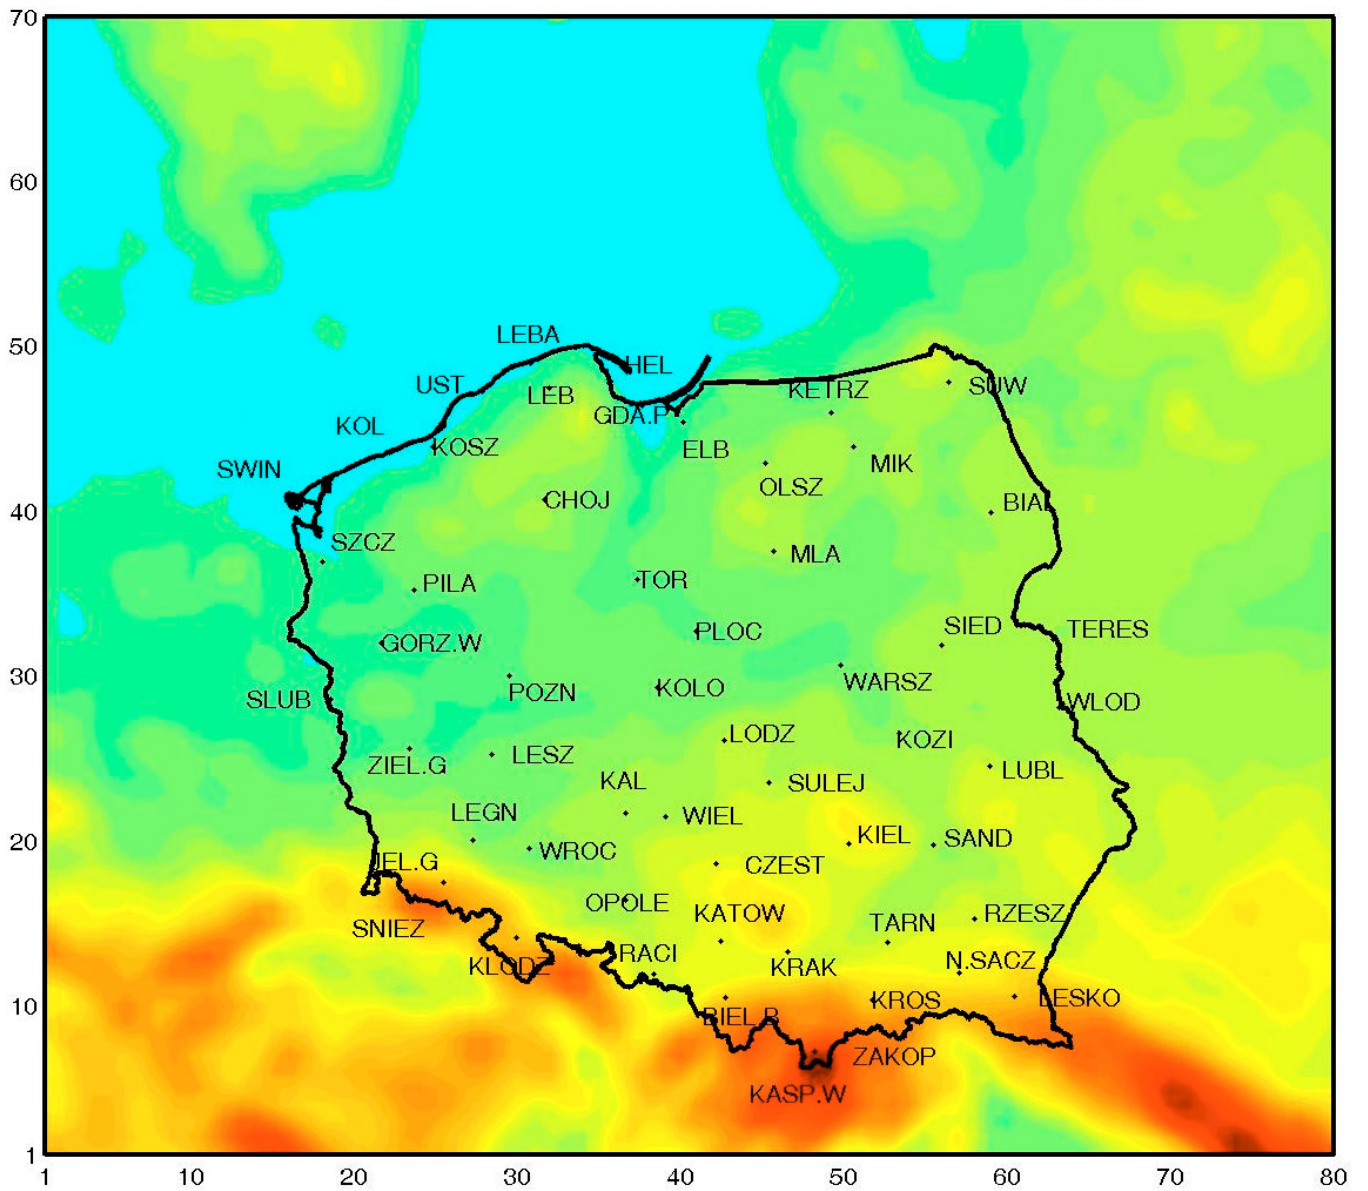 70
60
50
LEBA
HEL
UST
LEB
KETRZ
SUW
KOL
GDA.P
KOSZ
ELB
SWIN
MIK
OLSZ
CHOJ
BIAL
40
SZCZ
MLA
PILA
TOR
GORZ.W
PLOC
SIED
TERES
30
SLUB
POZN
KOLO
WARSZ
WLOD
LODZ
KOZI
ZIEL.G
LESZ
LUBL
KAL
SULEJ
LEGN
WIEL
20
WROC
KIEL
SAND
JEL.G
CZEST
OPOLE
KATOW
TARN
RZESZ
SNIEZ
RACI
KLODZ
KRAK
N.SACZ
10
BIEL.B
KROS
LESKO
ZAKOP
KASP.W
1
1 10 20 30 40 50 60 70 80